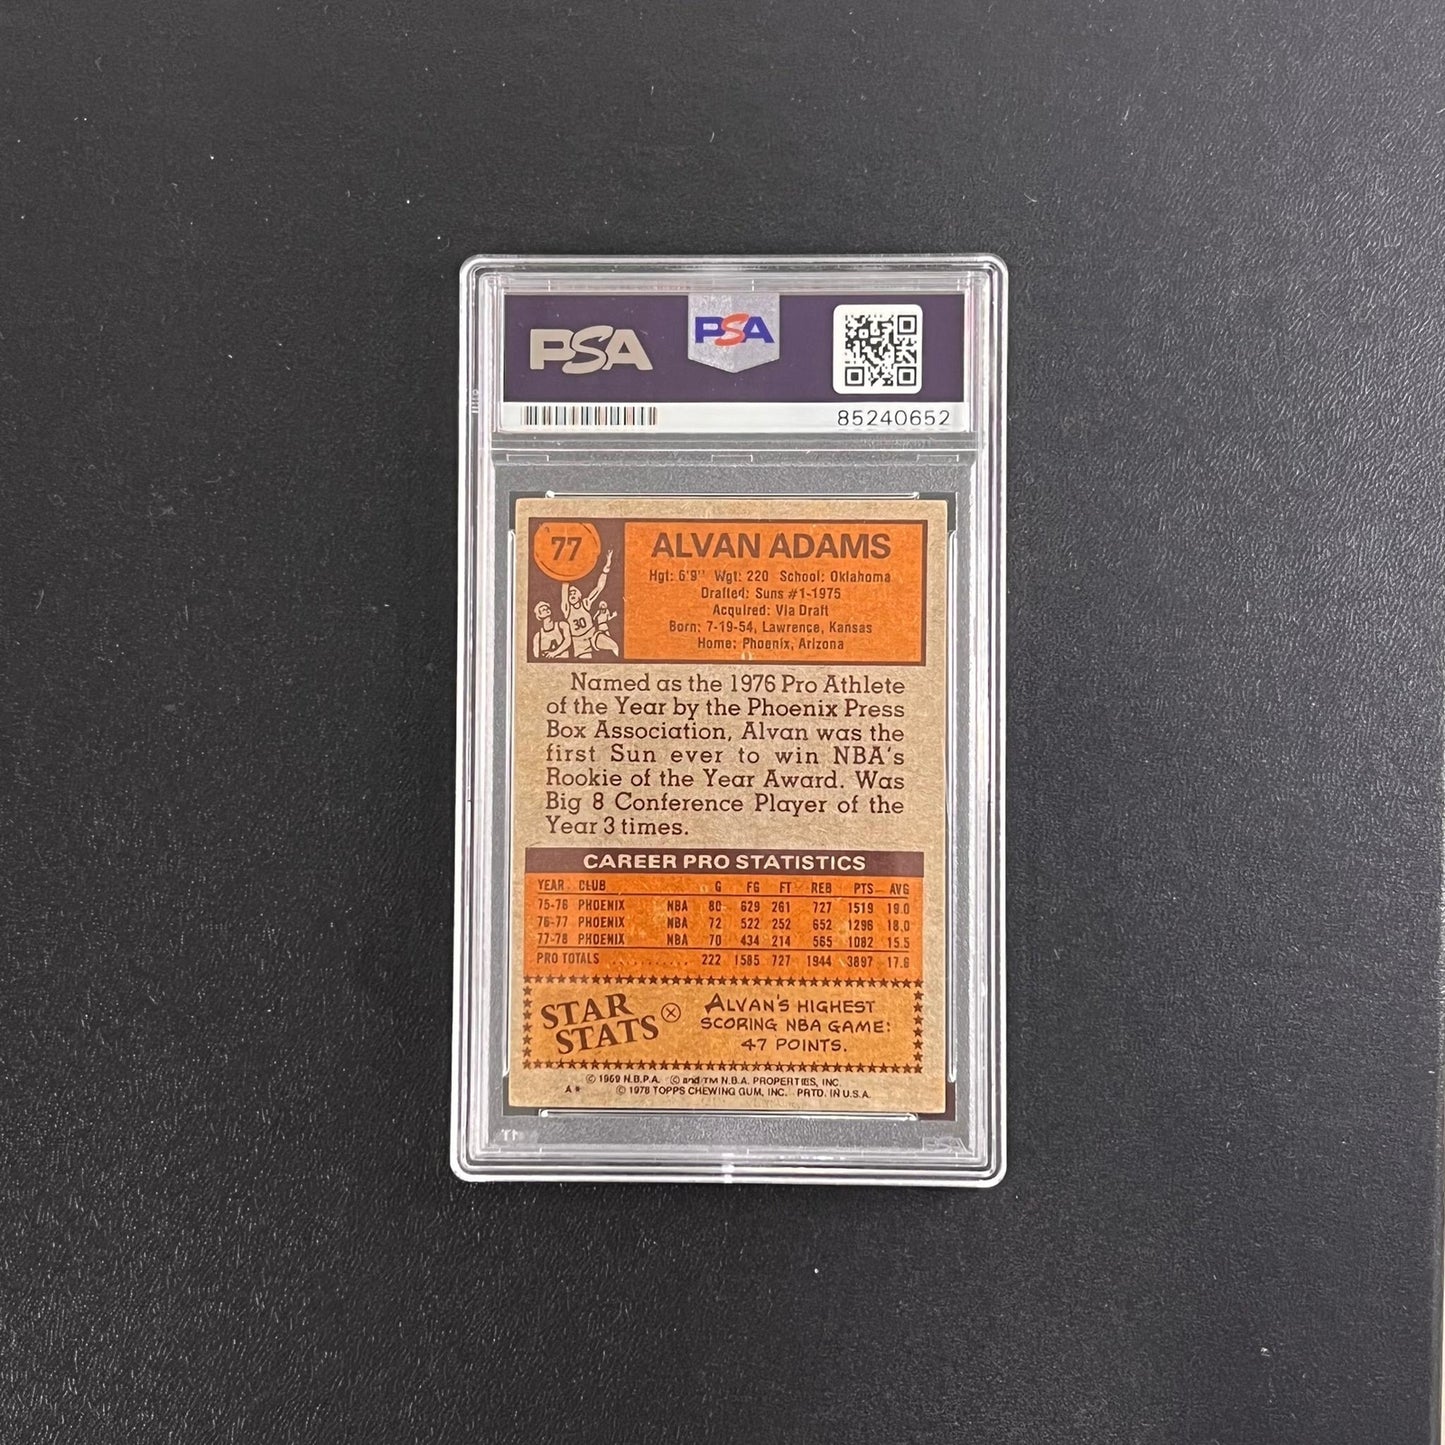 PSA
PSA
85240652
77
ALVAN ADAMS
Hgt: 6'9" Wgt: 220 School: Oklahoma
Drafted: Suns #1-1975
Acquired: Via Draft
Born: 7-19-54, Lawrence, Kansas
Home: Phoenix, Arizona
30
Named as the 1976 Pro Athlete
of the Year by the Phoenix Press
Box Association, Alvan was the
first Sun ever to win NBA's
Rookie of the Year Award. Was
Big 8 Conference Player of the
Year 3 times.
CAREER PRO STATISTICS
YEAR CLUB G FG FT REB PTS AVG
75-76 PHOENIX NBA 80 629 261 727 1519 19.0
76-77 PHOENIX NBA 72 522 252 652 1296 18.0
77-78 PHOENIX NBA 70 434 214 565 1082 15.5
PRO TOTALS .......... 222 1585 727 1944 3897 17.6
STAR
STATS
ALVAN'S HIGHEST
SCORING NBA GAME:
47 POINTS.
© 1969 N.B.P.A. © and TM N.B.A. PROPERTIES, INC.
A* © 1978 TOPPS CHEWING GUM, INC. PRTD. IN U.S.A.
PSA